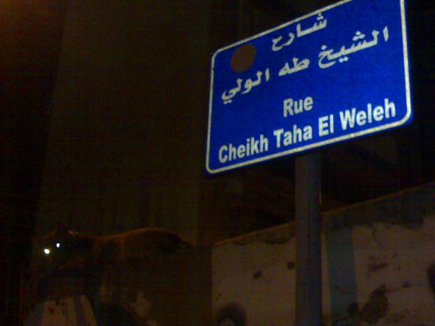 شارع
الشيخ طه الولي
Rue
Cheikh Taha El Weleh